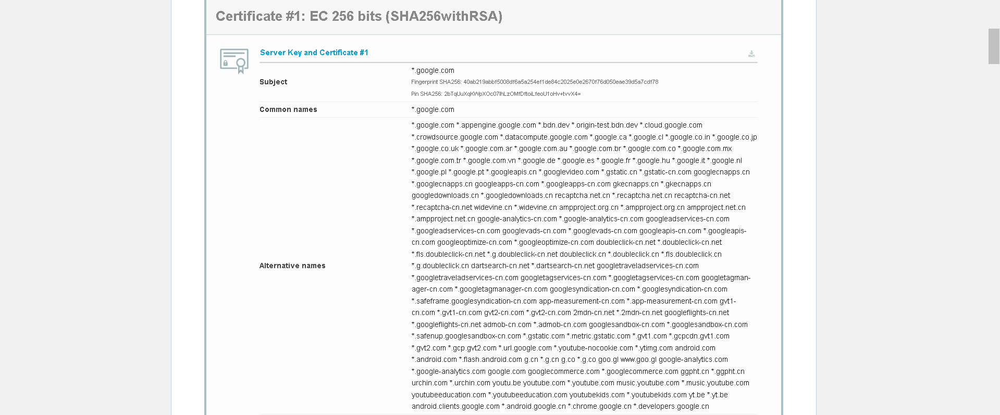 Certificate #1: EC 256 bits (SHA256withRSA)
Server Key and Certificate #1
Subject
*.google.com
Fingerprint SHA256: 40ab219abbf5008df6a5a254ef1de84c2025e0e2670f76d050eae39d5a7cdf78
Pin SHA256: 2bTqUuXqKWpXOc07IhLzOMfDftoiLfeoU1oHv+tvvX4=
Common names
*.google.com
Alternative names
*.google.com *.appengine.google.com *.bdn.dev *.origin-test.bdn.dev *.cloud.google.com
*.crowdsource.google.com *.datacompute.google.com *.google.ca *.google.cl *.google.co.in *.google.co.jp
*.google.co.uk *.google.com.ar *.google.com.au *.google.com.br *.google.com.co *.google.com.mx
*.google.com.tr *.google.com.vn *.google.de *.google.es *.google.fr *.google.hu *.google.it *.google.nl
*.google.pl *.google.pt *.googleapis.cn *.googlevideo.com *.gstatic.cn *.gstatic-cn.com googlecnapps.cn
*.googlecnapps.cn googleapps-cn.com *.googleapps-cn.com gkecnapps.cn *.gkecnapps.cn
googledownloads.cn *.googledownloads.cn recaptcha.net.cn *.recaptcha.net.cn recaptcha-cn.net
*.recaptcha-cn.net widevine.cn *.widevine.cn ampproject.org.cn *.ampproject.org.cn ampproject.net.cn
*.ampproject.net.cn google-analytics-cn.com *.google-analytics-cn.com googleadservices-cn.com
*.googleadservices-cn.com googlevads-cn.com *.googlevads-cn.com googleapis-cn.com *.googleapis-
cn.com googleoptimize-cn.com *.googleoptimize-cn.com doubleclick-cn.net *.doubleclick-cn.net
*.fls.doubleclick-cn.net *.g.doubleclick-cn.net doubleclick.cn *.doubleclick.cn *.fls.doubleclick.cn
*.g.doubleclick.cn dartsearch-cn.net *.dartsearch-cn.net googletraveladservices-cn.com
*.googletraveladservices-cn.com googletagservices-cn.com *.googletagservices-cn.com googletagman-
ager-cn.com *.googletagmanager-cn.com googlesyndication-cn.com *.googlesyndication-cn.com
*.safeframe.googlesyndication-cn.com app-measurement-cn.com *.app-measurement-cn.com gvt1-
cn.com *.gvt1-cn.com gvt2-cn.com *.gvt2-cn.com 2mdn-cn.net *.2mdn-cn.net googleflights-cn.net
*.googleflights-cn.net admob-cn.com *.admob-cn.com googlesandbox-cn.com *.googlesandbox-cn.com
*.safenup.googlesandbox-cn.com *.gstatic.com *.metric.gstatic.com *.gvt1.com *.gcpcdn.gvt1.com
*.gvt2.com *.gcp.gvt2.com *.url.google.com *.youtube-nocookie.com *.ytimg.com android.com
*.android.com *.flash.android.com g.cn *.g.cn g.co *.g.co goo.gl www.goo.gl google-analytics.com
*.google-analytics.com google.com googlecommerce.com *.googlecommerce.com ggpht.cn *.ggpht.cn
urchin.com *.urchin.com youtu.be youtube.com *.youtube.com music.youtube.com *.music.youtube.com
youtubeeducation.com *.youtubeeducation.com youtubekids.com *.youtubekids.com yt.be *.yt.be
android.clients.google.com *.android.google.cn *.chrome.google.cn *.developers.google.cn